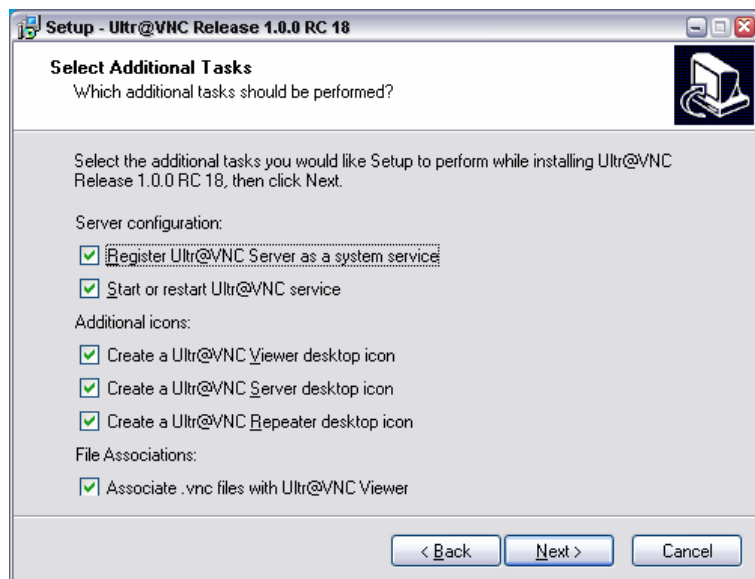 Setup - Ultr@VNC Release 1.0.0 RC 18
Select Additional Tasks
Which additional tasks should be performed?
Select the additional tasks you would like Setup to perform while installing Ultr@VNC
Release 1.0.0 RC 18, then click Next.
Server configuration:
Register Ultr@VNC Server as a system service
Start or restart Ultr@VNC service
Additional icons:
Create a Ultr@VNC Viewer desktop icon
Create a Ultr@VNC Server desktop icon
Create a Ultr@VNC Repeater desktop icon
File Associations:
Associate .vnc files with Ultr@VNC Viewer
< Back Next > Cancel